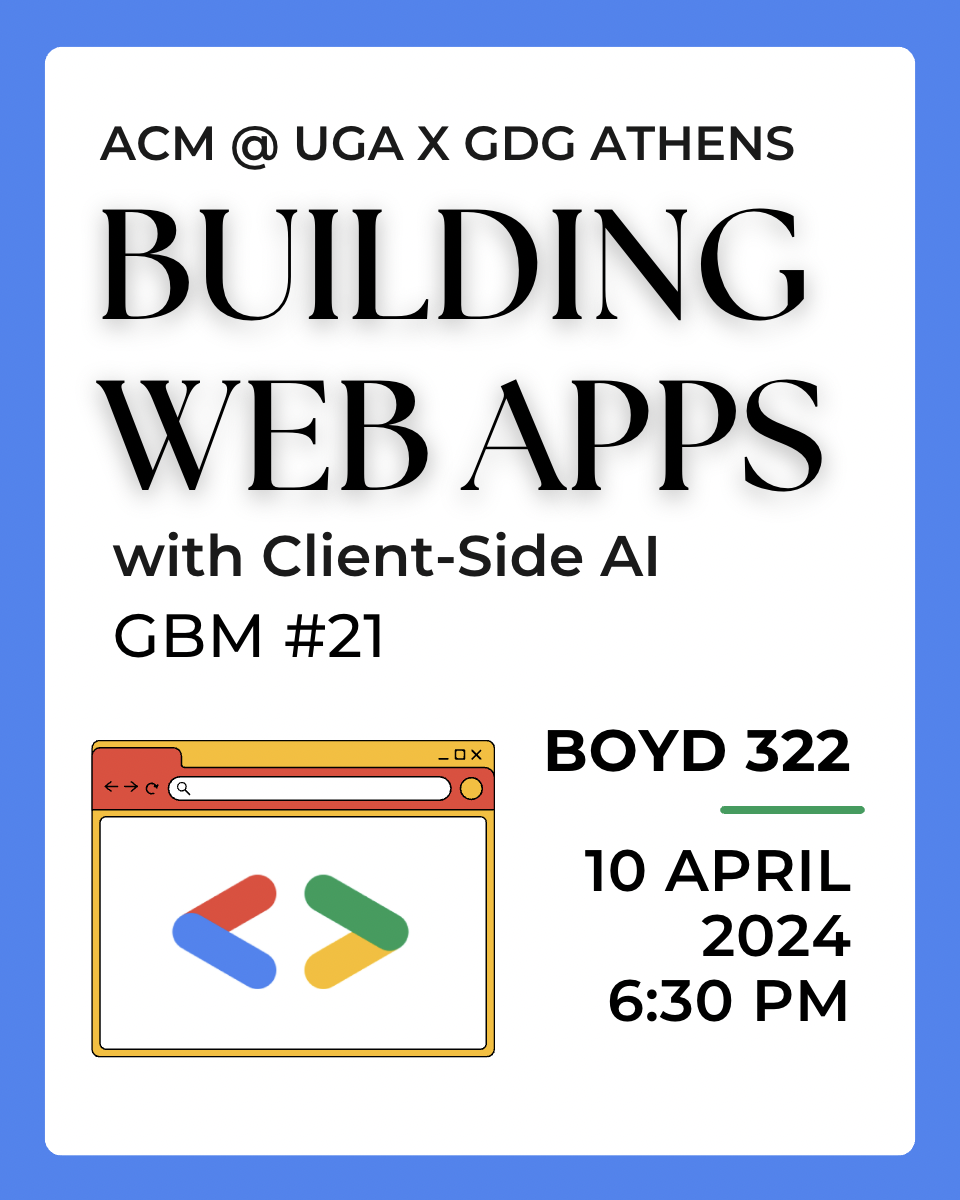 ACM @ UGA X GDG ATHENS
BUILDING
WEB APPS
with Client-Side AI
GBM #21
BOYD 322
10 APRIL
2024
6:30 PM